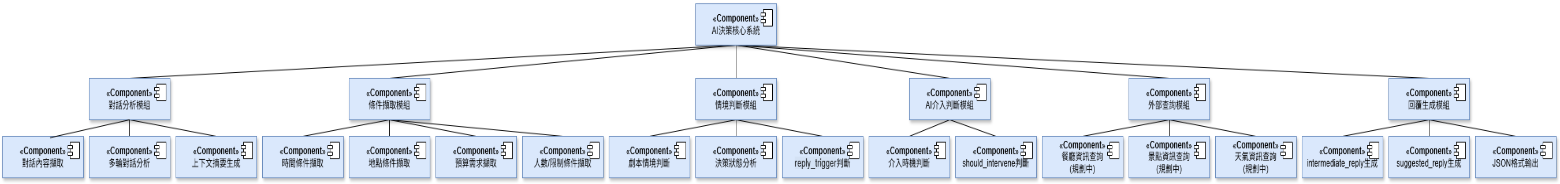 «Component»
AI決策核心系統
«Component»
對話分析模組
«Component»
條件擷取模組
«Component»
情境判斷模組
«Component»
AI介入判斷模組
«Component»
外部查詢模組
«Component»
回覆生成模組
«Component»
對話內容擷取
«Component»
多輪對話分析
«Component»
上下文摘要生成
«Component»
時間條件擷取
«Component»
地點條件擷取
«Component»
預算需求擷取
«Component»
人數/限制條件擷取
«Component»
劇本情境判斷
«Component»
決策狀態分析
«Component»
reply_trigger判斷
«Component»
介入時機判斷
«Component»
should_intervene判斷
«Component»
餐廳資訊查詢
(規劃中)
«Component»
景點資訊查詢
(規劃中)
«Component»
天氣資訊查詢
(規劃中)
«Component»
intermediate_reply生成
«Component»
suggested_reply生成
«Component»
JSON格式輸出